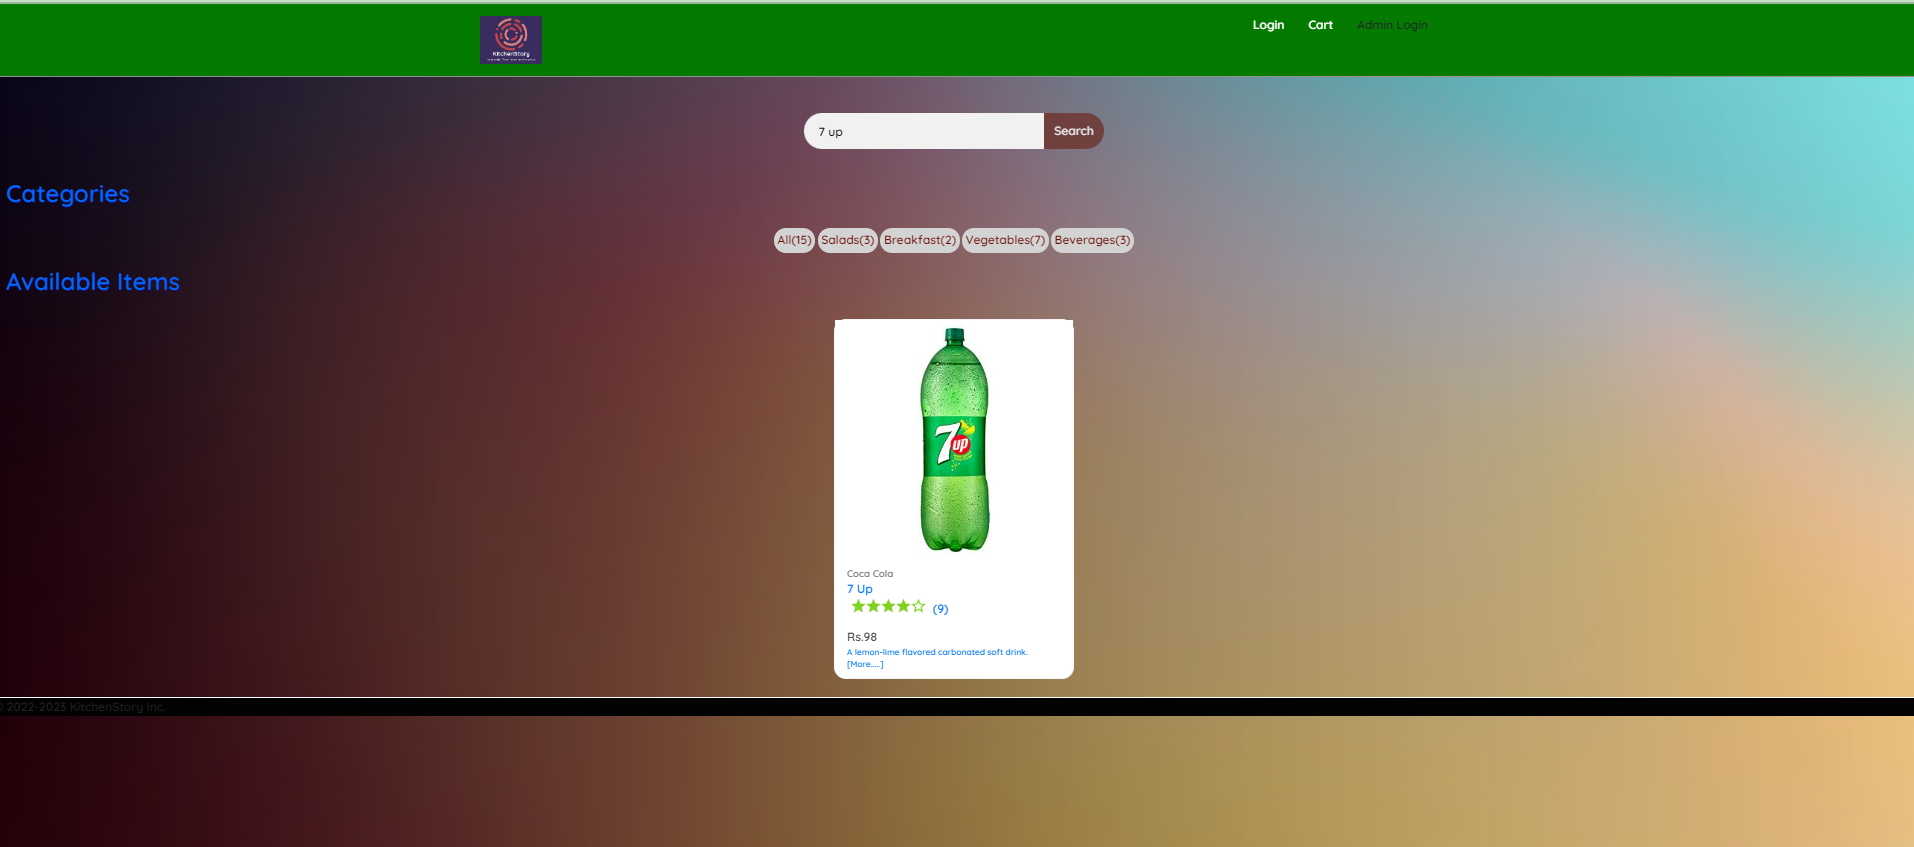 KitchenStory
Login Cart Admin Login
7 up Search
Categories
All(15) Salads(3) Breakfast(2) Vegetables(7) Beverages(3)
Available Items
7
up
Coca Cola
7 Up
(9)
Rs.98
A lemon-lime flavored carbonated soft drink.
[More.....]
© 2022-2023 KitchenStory Inc.